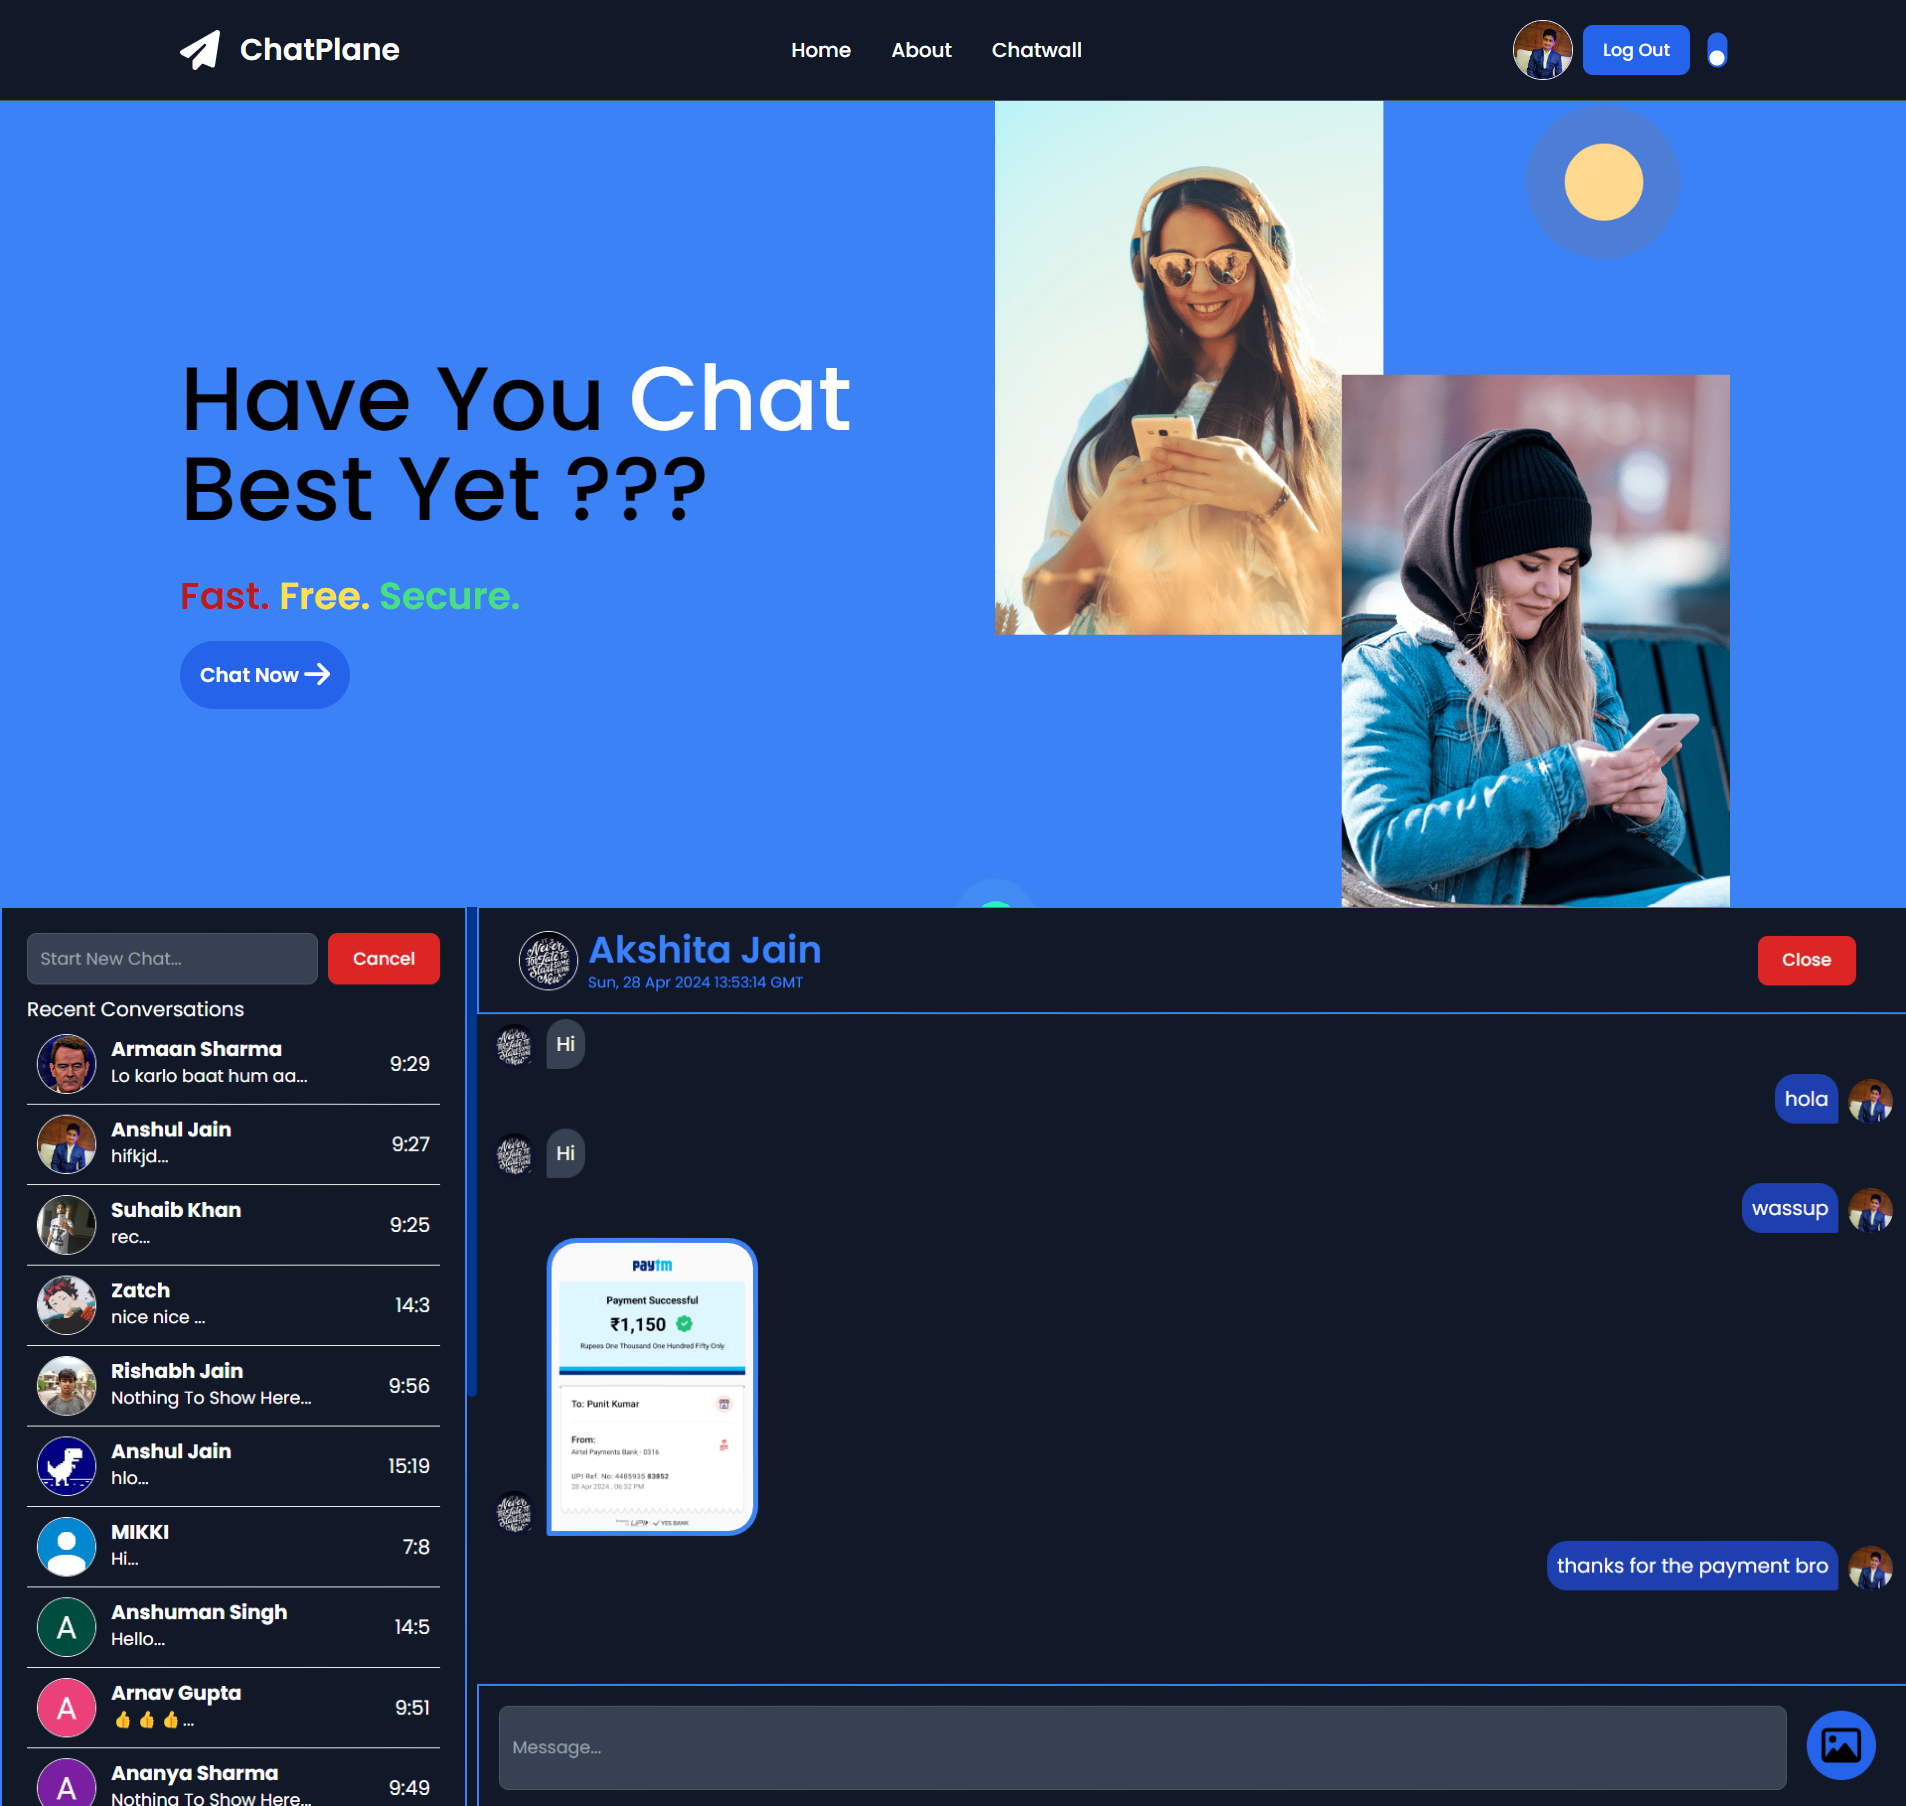 ChatPlane
Home About Chatwall
Log Out
Have You Chat
Best Yet ???
Fast. Free. Secure.
Chat Now
Start New Chat...
Cancel
Recent Conversations
Armaan Sharma
Lo karlo baat hum aa...
9:29
Anshul Jain
hifkjd...
9:27
Suhaib Khan
rec...
9:25
Zatch
nice nice ...
14:3
Rishabh Jain
Nothing To Show Here...
9:56
Anshul Jain
hlo...
15:19
MIKKI
Hi...
7:8
A
Anshuman Singh
Hello...
14:5
A
Arnav Gupta
👍 👍 👍 ...
9:51
A
Ananya Sharma
Nothing To Show Here...
9:49
Akshita Jain
Sun, 28 Apr 2024 13:53:14 GMT
Close
Hi
hola
Hi
wassup
paytm
Payment Successful
₹1,150
Rupees One Thousand One Hundred Fifty Only
To: Punit Kumar
From:
Airtel Payments Bank - 0316
UPI Ref. No: 4485935 83852
28 Apr 2024 , 06:32 PM
UPI YES BANK
thanks for the payment bro
Message...